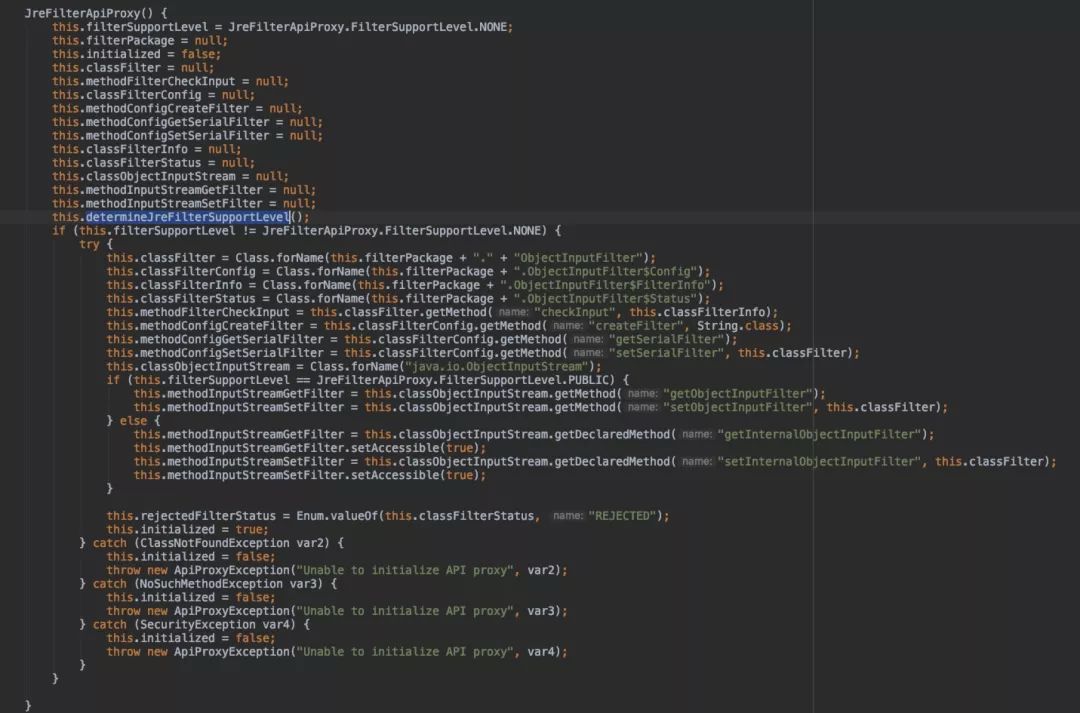 JreFilterApiProxy() {
    this.filterSupportLevel = JreFilterApiProxy.FilterSupportLevel.NONE;
    this.filterPackage = null;
    this.initialized = false;
    this.classFilter = null;
    this.methodFilterCheckInput = null;
    this.classFilterConfig = null;
    this.methodConfigCreateFilter = null;
    this.methodConfigGetSerialFilter = null;
    this.methodConfigSetSerialFilter = null;
    this.classFilterInfo = null;
    this.classFilterStatus = null;
    this.classObjectInputStream = null;
    this.methodInputStreamGetFilter = null;
    this.methodInputStreamSetFilter = null;
    this.determineJreFilterSupportLevel();
    if (this.filterSupportLevel != JreFilterApiProxy.FilterSupportLevel.NONE) {
        try {
            this.classFilter = Class.forName(this.filterPackage + "." + "ObjectInputFilter");
            this.classFilterConfig = Class.forName(this.filterPackage + ".ObjectInputFilter$Config");
            this.classFilterInfo = Class.forName(this.filterPackage + ".ObjectInputFilter$FilterInfo");
            this.classFilterStatus = Class.forName(this.filterPackage + ".ObjectInputFilter$Status");
            this.methodFilterCheckInput = this.classFilter.getMethod( name: "checkInput", this.classFilterInfo);
            this.methodConfigCreateFilter = this.classFilterConfig.getMethod( name: "createFilter", String.class);
            this.methodConfigGetSerialFilter = this.classFilterConfig.getMethod( name: "getSerialFilter");
            this.methodConfigSetSerialFilter = this.classFilterConfig.getMethod( name: "setSerialFilter", this.classFilter);
            this.classObjectInputStream = Class.forName("java.io.ObjectInputStream");
            if (this.filterSupportLevel == JreFilterApiProxy.FilterSupportLevel.PUBLIC) {
                this.methodInputStreamGetFilter = this.classObjectInputStream.getMethod( name: "getObjectInputFilter");
                this.methodInputStreamSetFilter = this.classObjectInputStream.getMethod( name: "setObjectInputFilter", this.classFilter);
            } else {
                this.methodInputStreamGetFilter = this.classObjectInputStream.getDeclaredMethod( name: "getInternalObjectInputFilter");
                this.methodInputStreamGetFilter.setAccessible(true);
                this.methodInputStreamSetFilter = this.classObjectInputStream.getDeclaredMethod( name: "setInternalObjectInputFilter", this.classFilter);
                this.methodInputStreamSetFilter.setAccessible(true);
            }
            this.rejectedFilterStatus = Enum.valueOf(this.classFilterStatus, name: "REJECTED");
            this.initialized = true;
        } catch (ClassNotFoundException var2) {
            this.initialized = false;
            throw new ApiProxyException("Unable to initialize API proxy", var2);
        } catch (NoSuchMethodException var3) {
            this.initialized = false;
            throw new ApiProxyException("Unable to initialize API proxy", var3);
        } catch (SecurityException var4) {
            this.initialized = false;
            throw new ApiProxyException("Unable to initialize API proxy", var4);
        }
    }
}